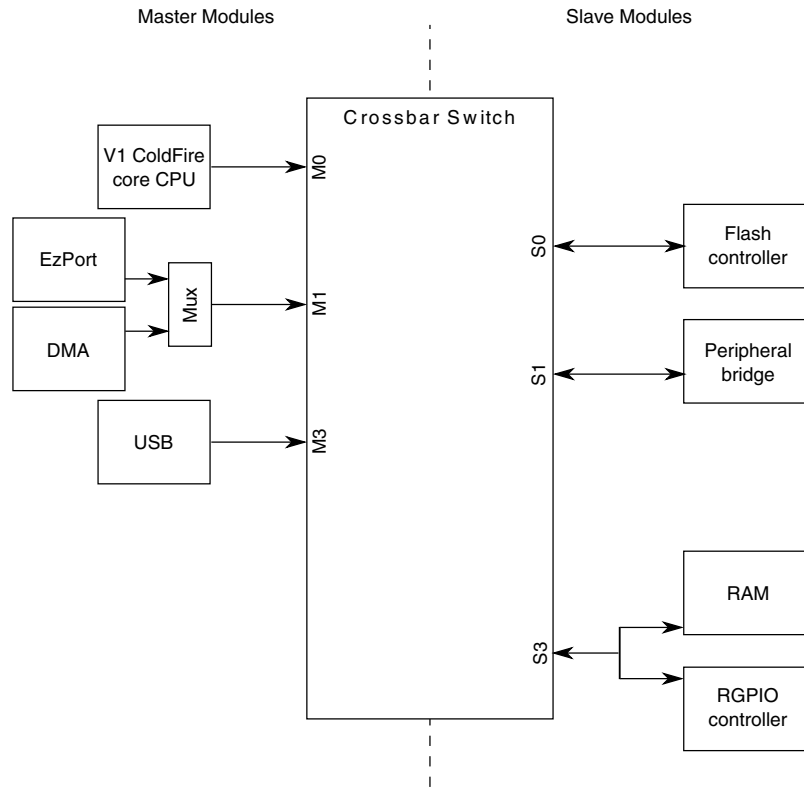 Master Modules
Slave Modules
Crossbar Switch
V1 ColdFire
core CPU
M0
EzPort
Mux
M1
DMA
USB
M3
S0
Flash
controller
S1
Peripheral
bridge
S3
RAM
RGPIO
controller